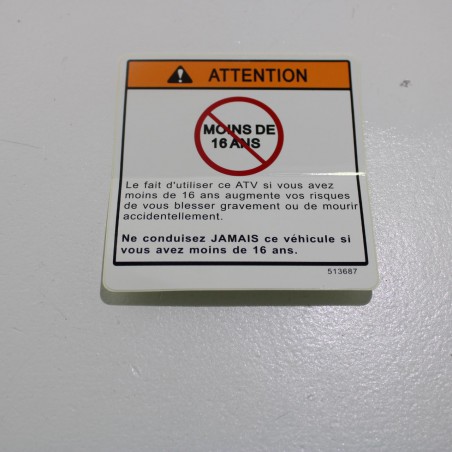 ATTENTION
MOINS DE
16 ANS
Le fait d'utiliser ce ATV si vous avez
moins de 16 ans augmente vos risques
de vous blesser gravement ou de mourir
accidentellement.
Ne conduisez JAMAIS ce véhicule si
vous avez moins de 16 ans.
513687